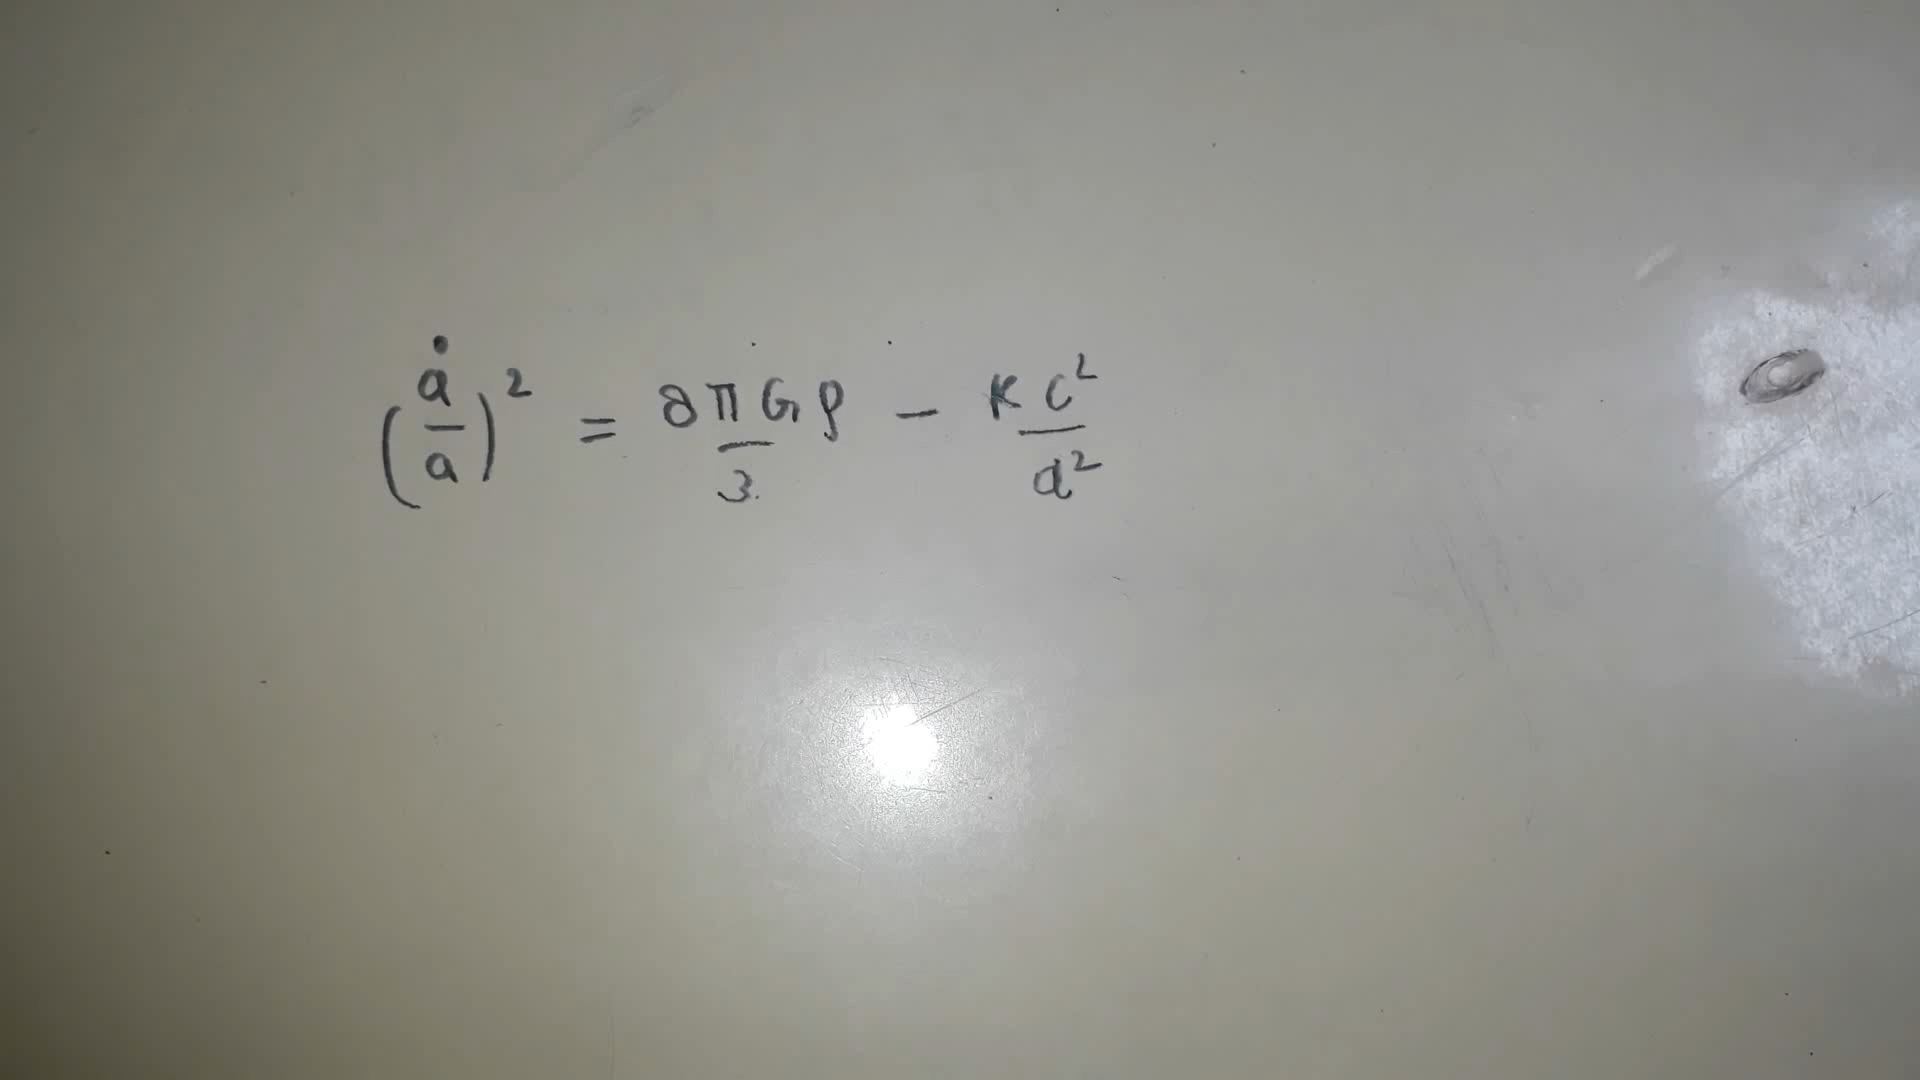 (ȧ/a)² = 8πGρ/3 − kc²/a²